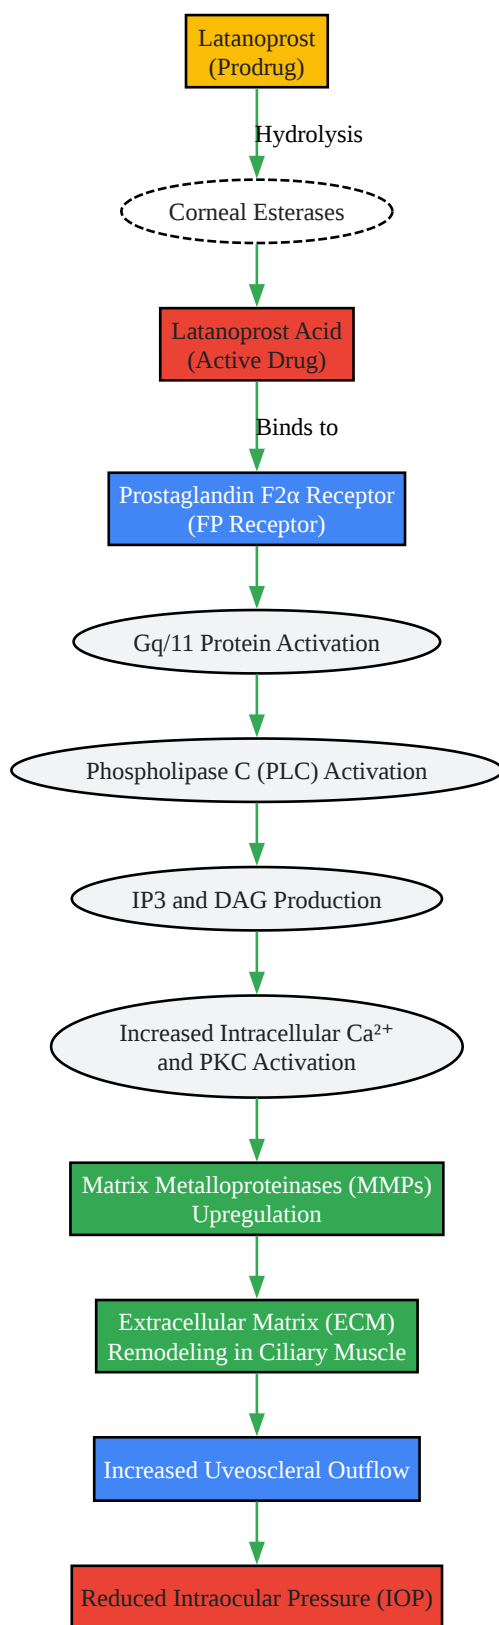 Latanoprost
(Prodrug)
Hydrolysis
Corneal Esterases
Latanoprost Acid
(Active Drug)
Binds to
Prostaglandin F2α Receptor
(FP Receptor)
Gq/11 Protein Activation
Phospholipase C (PLC) Activation
IP3 and DAG Production
Increased Intracellular Ca²⁺
and PKC Activation
Matrix Metalloproteinases (MMPs)
Upregulation
Extracellular Matrix (ECM)
Remodeling in Ciliary Muscle
Increased Uveoscleral Outflow
Reduced Intraocular Pressure (IOP)